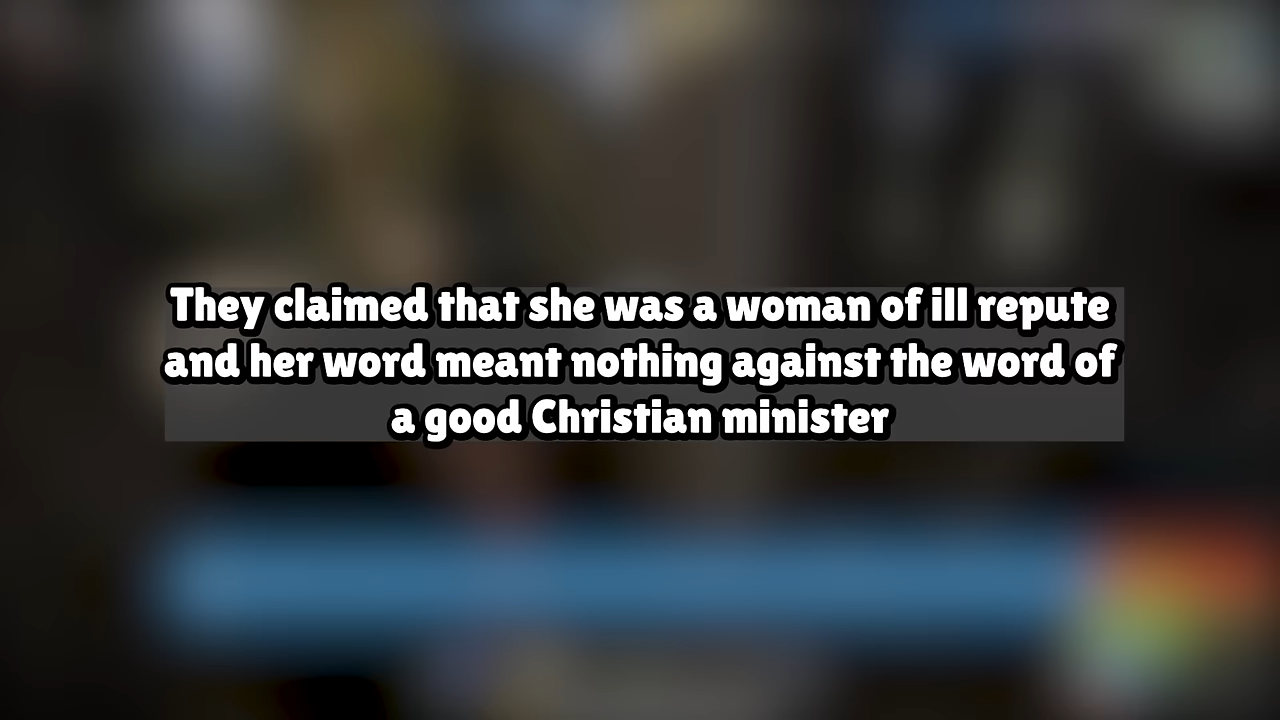 They claimed that she was a woman of ill repute
and her word meant nothing against the word of
a good Christian minister